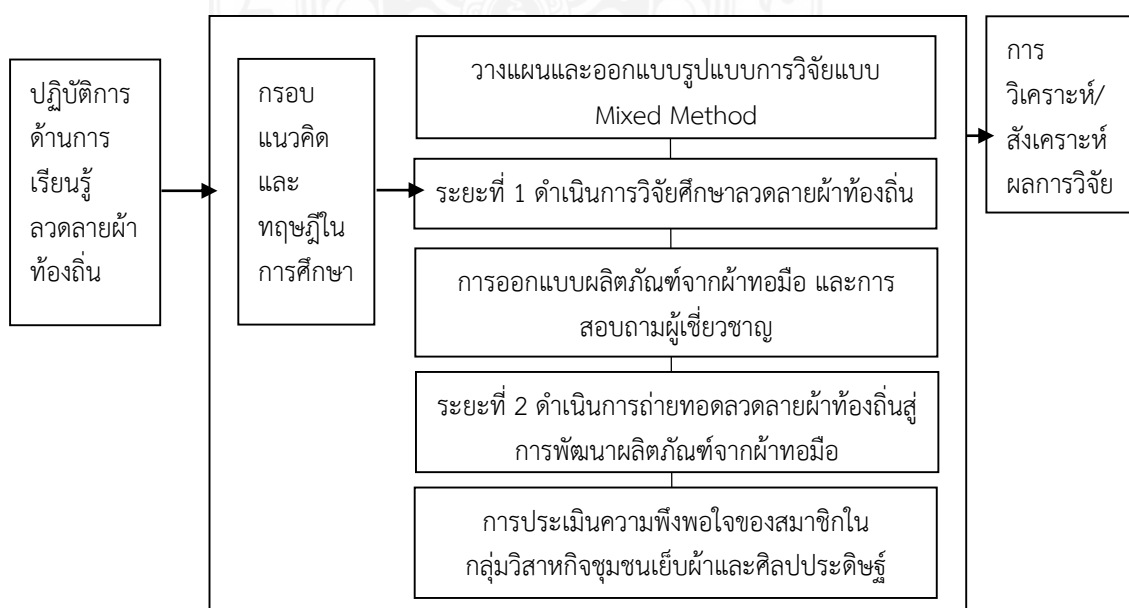 ปฏิบัติการ
ด้านการ
เรียนรู้
ลวดลายผ้า
ท้องถิ่น
กรอบ
แนวคิด
และ
ทฤษฎีใน
การศึกษา
วางแผนและออกแบบรูปแบบการวิจัยแบบ
Mixed Method
ระยะที่ 1 ดำเนินการวิจัยศึกษาลวดลายผ้าท้องถิ่น
การออกแบบผลิตภัณฑ์จากผ้าทอมือ และการ
สอบถามผู้เชี่ยวชาญ
ระยะที่ 2 ดำเนินการถ่ายทอดลวดลายผ้าท้องถิ่นสู่
การพัฒนาผลิตภัณฑ์จากผ้าทอมือ
การประเมินความพึงพอใจของสมาชิกใน
กลุ่มวิสาหกิจชุมชนเย็บผ้าและศิลปประดิษฐ์
การ
วิเคราะห์/
สังเคราะห์
ผลการวิจัย